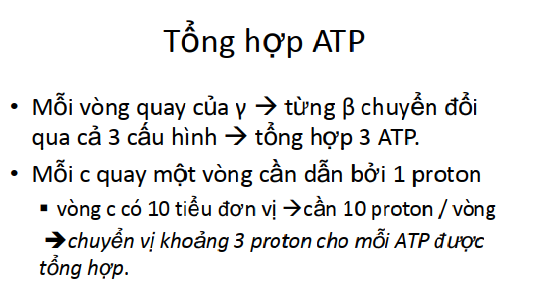 Tổng hợp ATP
• Mỗi vòng quay của γ → từng β chuyển đổi
qua cả 3 cấu hình → tổng hợp 3 ATP.
• Mỗi c quay một vòng cần dẫn bởi 1 proton
▪ vòng c có 10 tiểu đơn vị →cần 10 proton / vòng
➔chuyển vị khoảng 3 proton cho mỗi ATP được
tổng hợp.